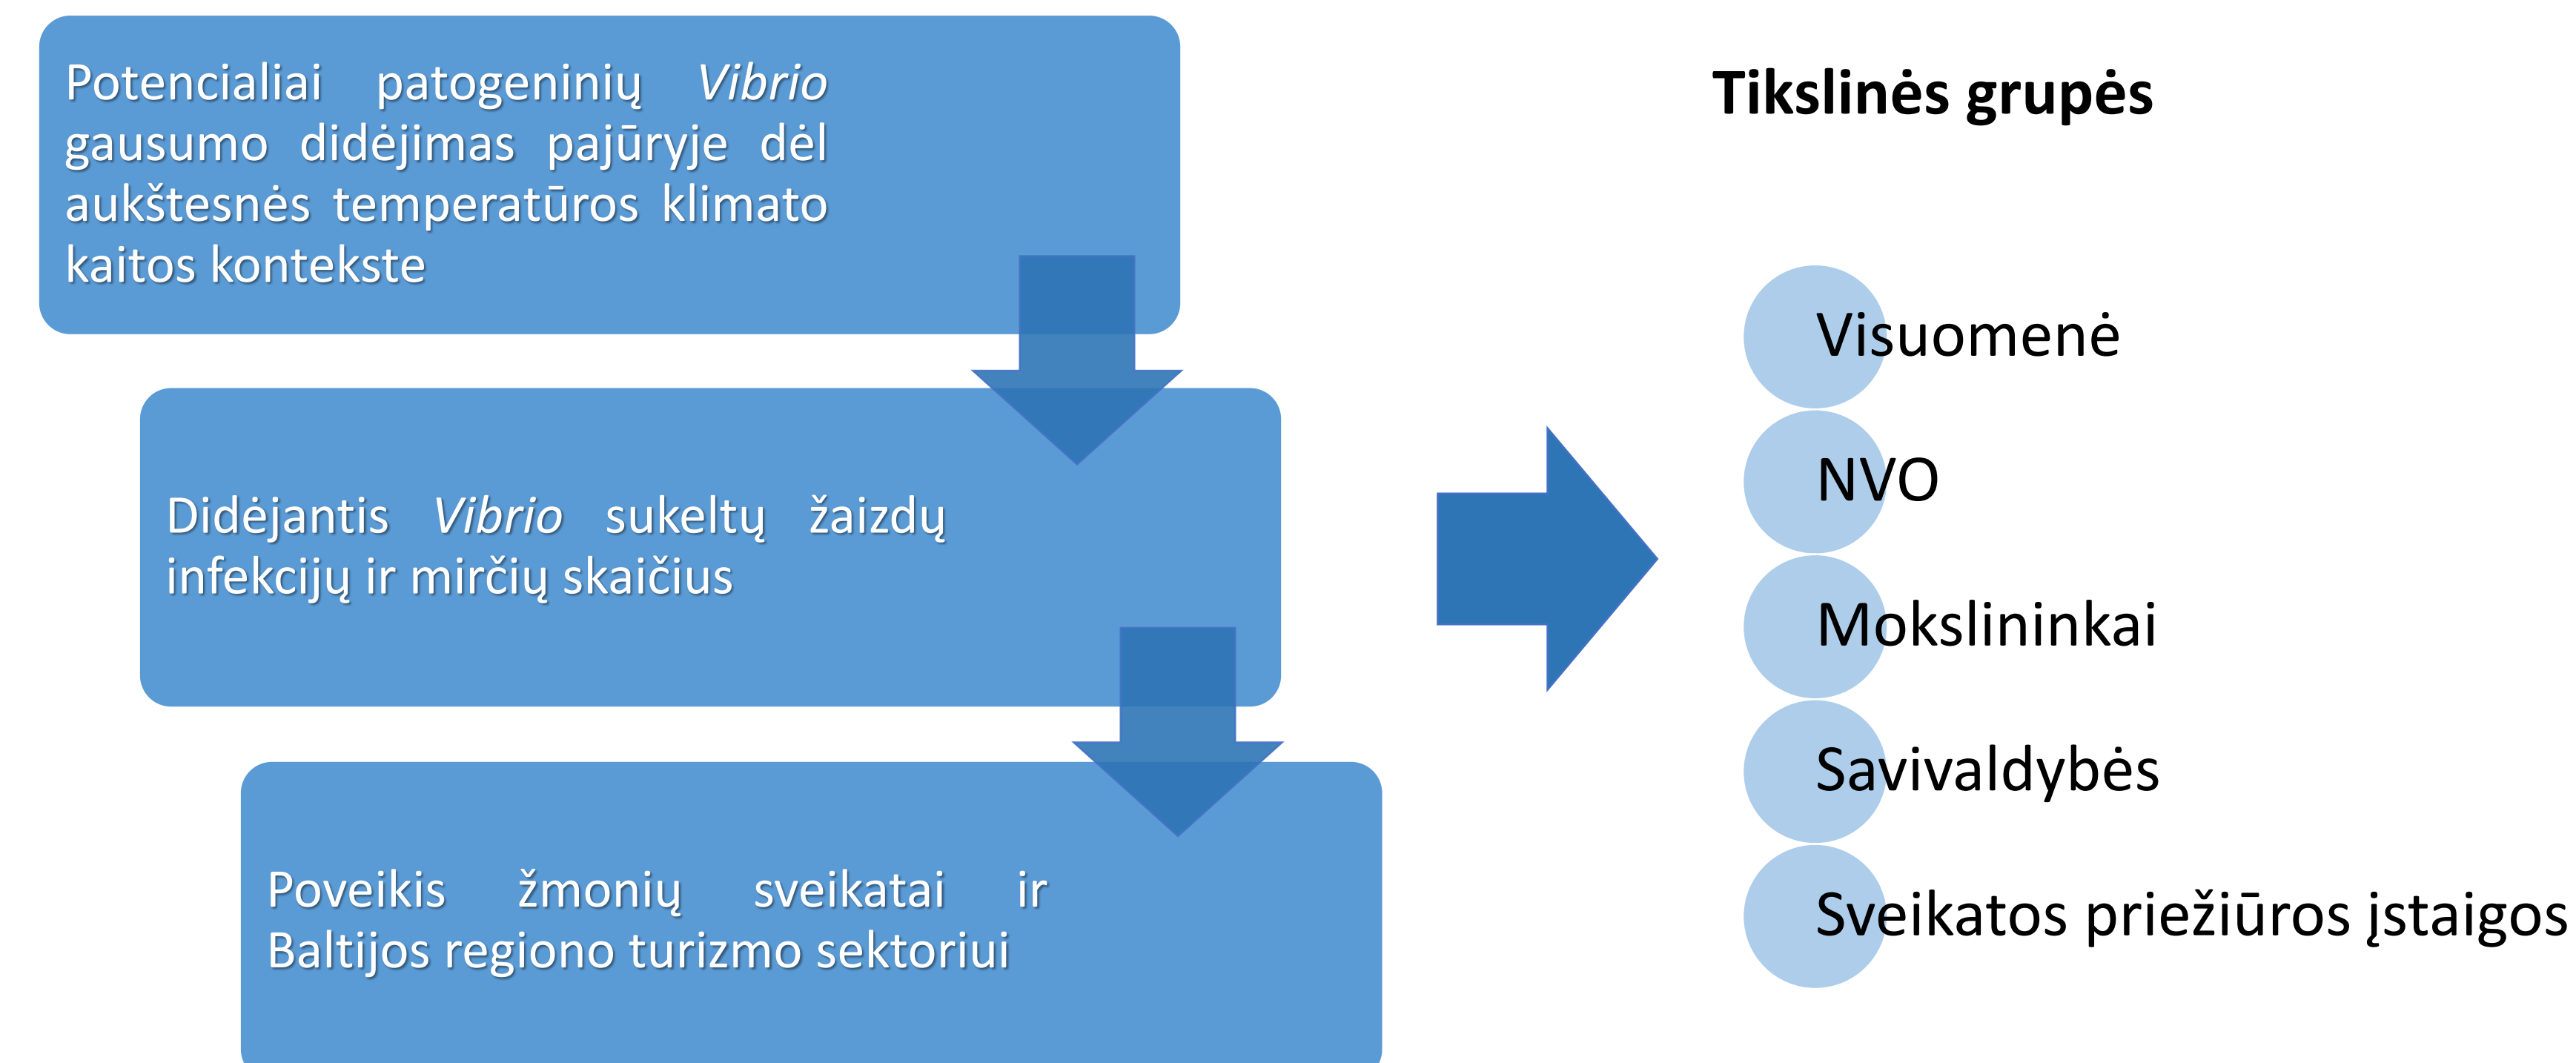 Potencialiai patogeninių Vibrio
gausumo didėjimas pajūryje dėl
aukštesnės temperatūros klimato
kaitos kontekste
Didėjantis Vibrio sukeltų žaizdų
infekcijų ir mirčių skaičius
Poveikis žmonių sveikatai ir
Baltijos regiono turizmo sektoriui
Tikslinės grupės
Visuomenė
NVO
Mokslininkai
Savivaldybės
Sveikatos priežiūros įstaigos